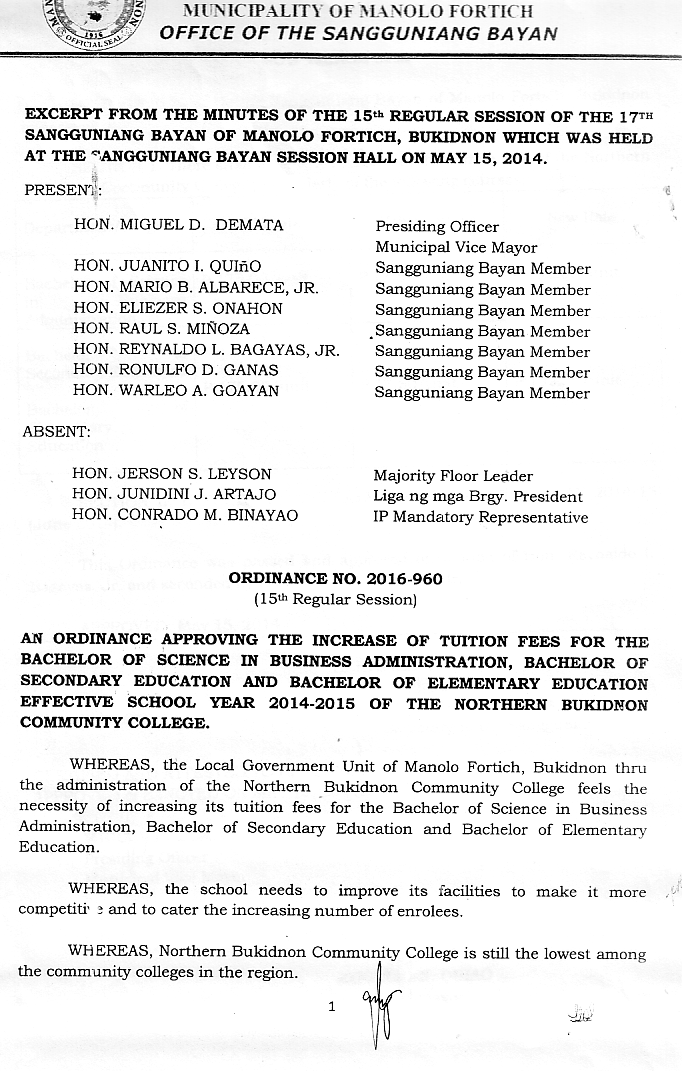 MUNICIPALITY OF MANOLO FORTICH
OFFICE OF THE SANGGUNIANG BAYAN
OFFICIAL SEAL
1916
EXCERPT FROM THE MINUTES OF THE 15th REGULAR SESSION OF THE 17TH
SANGGUNIANG BAYAN OF MANOLO FORTICH, BUKIDNON WHICH WAS HELD
AT THE SANGGUNIANG BAYAN SESSION HALL ON MAY 15, 2014.
PRESENT:
HON. MIGUEL D. DEMATA Presiding Officer
Municipal Vice Mayor
HON. JUANITO I. QUIñO Sangguniang Bayan Member
HON. MARIO B. ALBARECE, JR. Sangguniang Bayan Member
HON. ELIEZER S. ONAHON Sangguniang Bayan Member
HON. RAUL S. MIÑOZA Sangguniang Bayan Member
HON. REYNALDO L. BAGAYAS, JR. Sangguniang Bayan Member
HON. RONULFO D. GANAS Sangguniang Bayan Member
HON. WARLEO A. GOAYAN Sangguniang Bayan Member
ABSENT:
HON. JERSON S. LEYSON Majority Floor Leader
HON. JUNIDINI J. ARTAJO Liga ng mga Brgy. President
HON. CONRADO M. BINAYAO IP Mandatory Representative
ORDINANCE NO. 2016-960
(15th Regular Session)
AN ORDINANCE APPROVING THE INCREASE OF TUITION FEES FOR THE
BACHELOR OF SCIENCE IN BUSINESS ADMINISTRATION, BACHELOR OF
SECONDARY EDUCATION AND BACHELOR OF ELEMENTARY EDUCATION
EFFECTIVE SCHOOL YEAR 2014-2015 OF THE NORTHERN BUKIDNON
COMMUNITY COLLEGE.
WHEREAS, the Local Government Unit of Manolo Fortich, Bukidnon thru
the administration of the Northern Bukidnon Community College feels the
necessity of increasing its tuition fees for the Bachelor of Science in Business
Administration, Bachelor of Secondary Education and Bachelor of Elementary
Education.
WHEREAS, the school needs to improve its facilities to make it more
competitive and to cater the increasing number of enrolees.
WHEREAS, Northern Bukidnon Community College is still the lowest among
the community colleges in the region.
1